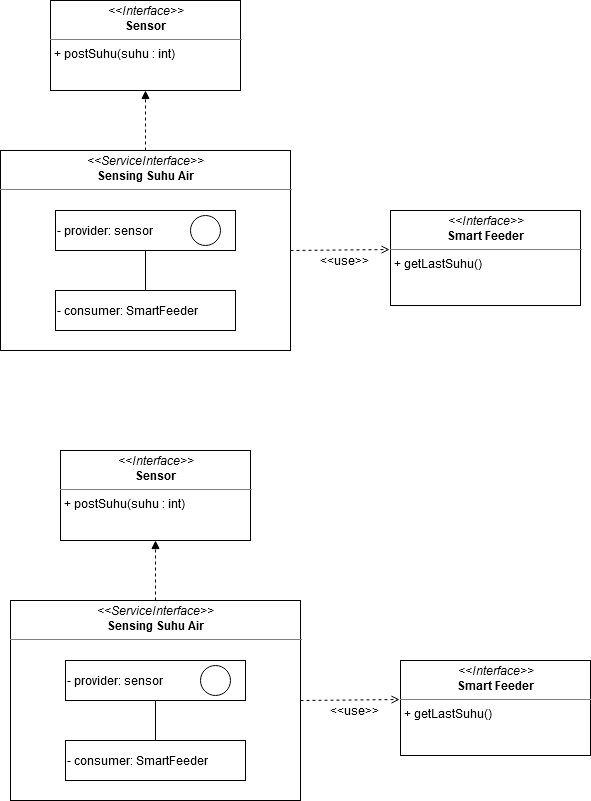 <<Interface>>
Sensor
+ postSuhu(suhu : int)
<<ServiceInterface>>
Sensing Suhu Air
- provider: sensor
- consumer: SmartFeeder
<<use>>
<<Interface>>
Smart Feeder
+ getLastSuhu()
<<Interface>>
Sensor
+ postSuhu(suhu : int)
<<ServiceInterface>>
Sensing Suhu Air
- provider: sensor
- consumer: SmartFeeder
<<use>>
<<Interface>>
Smart Feeder
+ getLastSuhu()